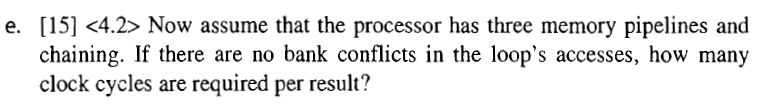 e. [15] <4.2> Now assume that the processor has three memory pipelines and
chaining. If there are no bank conflicts in the loop's accesses, how many
clock cycles are required per result?